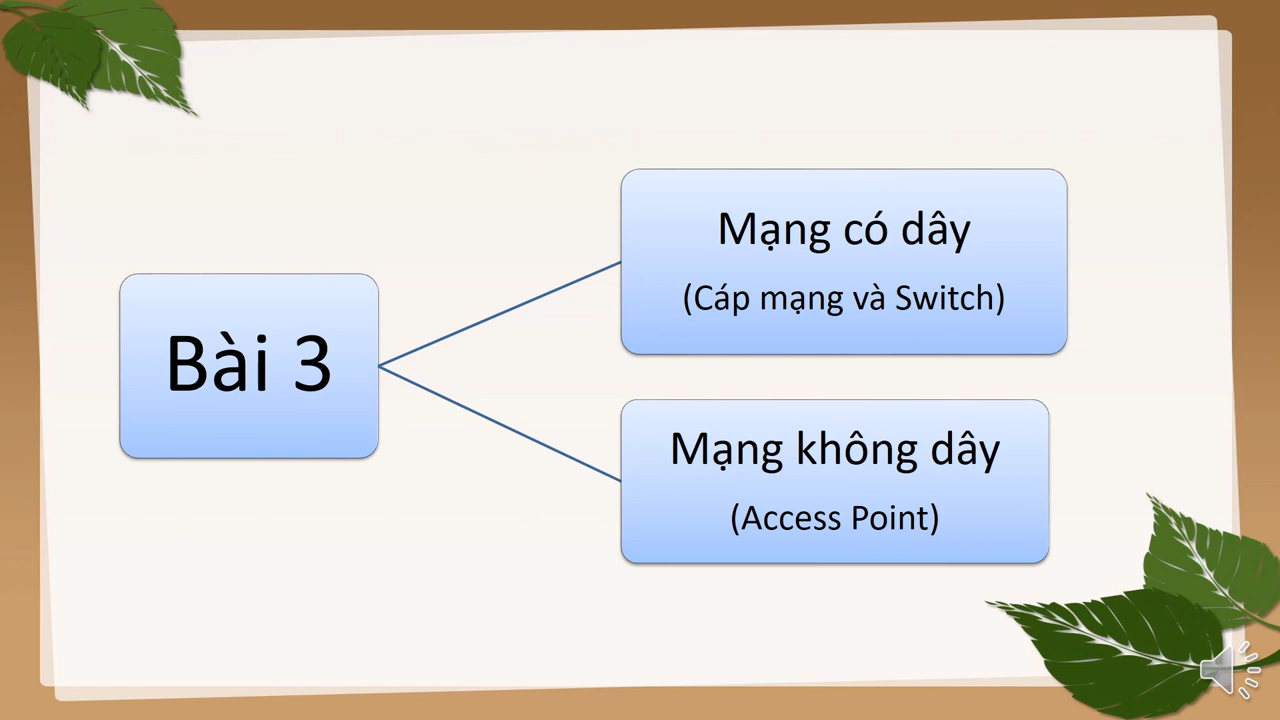 Bài 3
Mạng có dây
(Cáp mạng và Switch)
Mạng không dây
(Access Point)